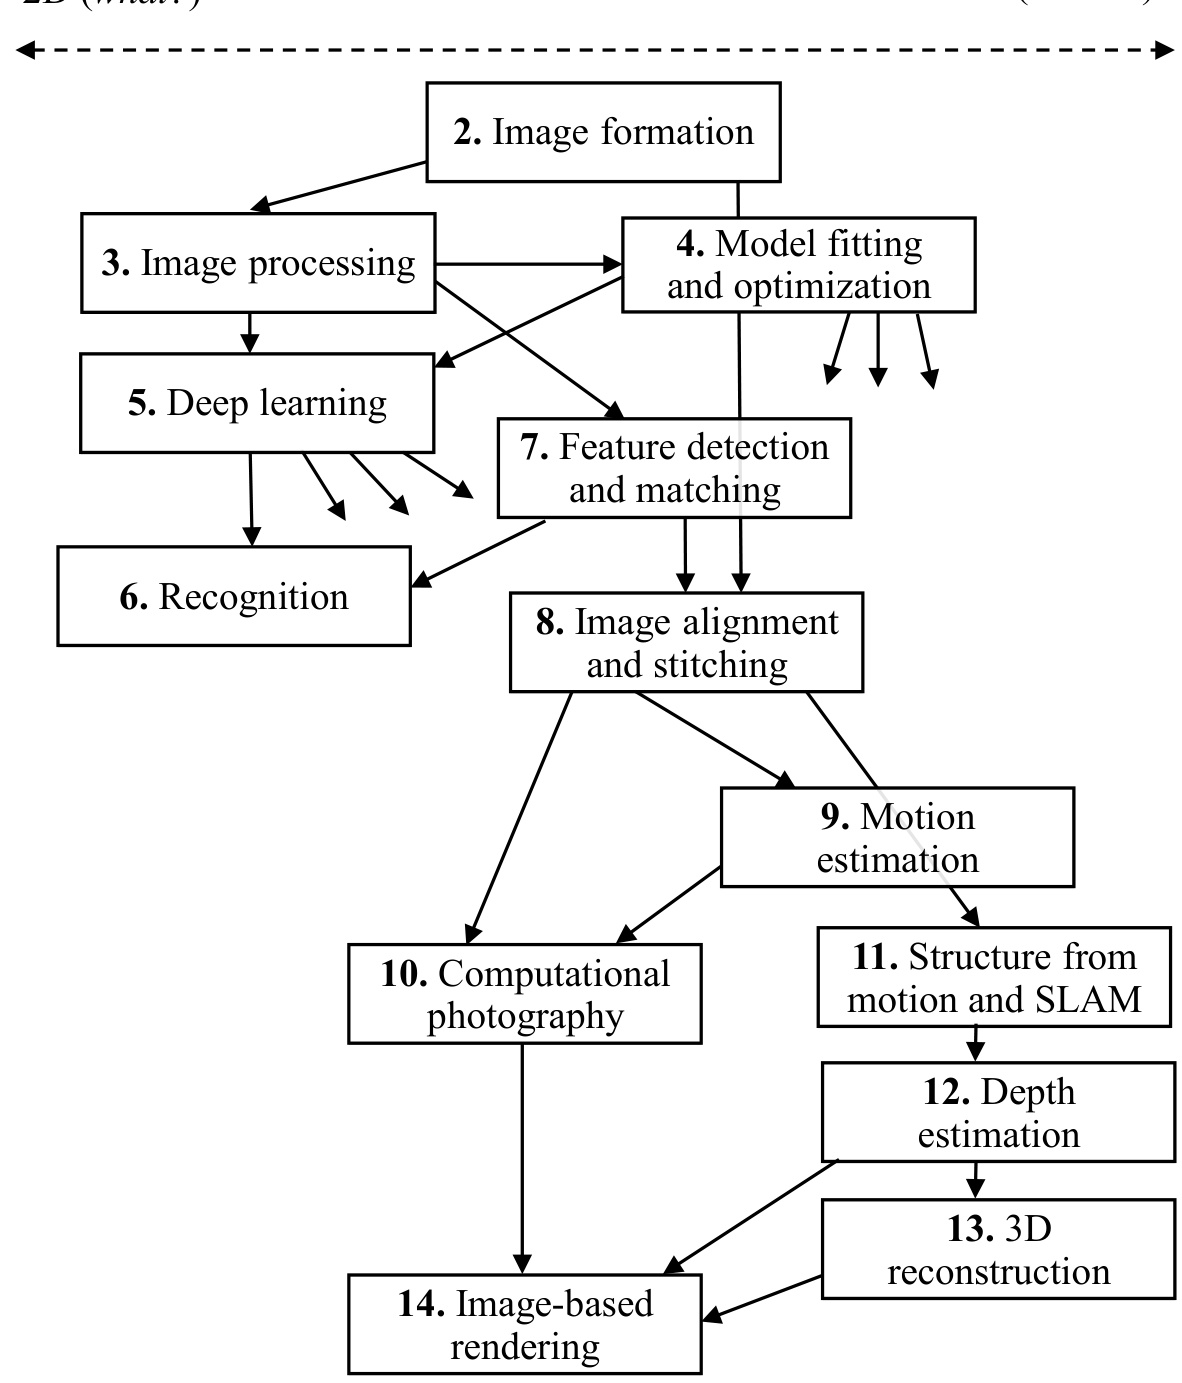 2D (what?)
2. Image formation
3. Image processing
4. Model fitting
and optimization
5. Deep learning
7. Feature detection
and matching
6. Recognition
8. Image alignment
and stitching
9. Motion
estimation
10. Computational
photography
11. Structure from
motion and SLAM
12. Depth
estimation
13. 3D
reconstruction
14. Image-based
rendering